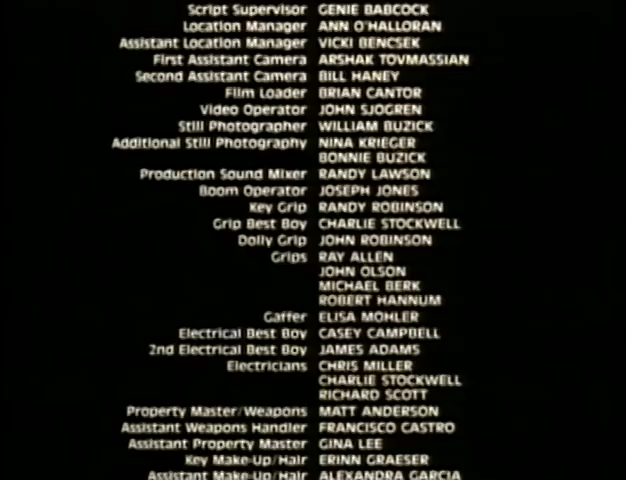 Script Supervisor GENIE BABCOCK
Location Manager ANN O'HALLORAN
Assistant Location Manager VICKI BENCSEK
First Assistant Camera ARSHAK TOVMASSIAN
Second Assistant Camera BILL HANEY
Film Loader BRIAN CANTOR
Video Operator JOHN SJOGREN
Still Photographer WILLIAM BUZICK
Additional Still Photography NINA KRIEGER
BONNIE BUZICK
Production Sound Mixer RANDY LAWSON
Boom Operator JOSEPH JONES
Key Grip RANDY ROBINSON
Grip Best Boy CHARLIE STOCKWELL
Dolly Grip JOHN ROBINSON
Grips RAY ALLEN
JOHN OLSON
MICHAEL BERK
ROBERT HANNUM
Gaffer ELISA MOHLER
Electrical Best Boy CASEY CAMPBELL
2nd Electrical Best Boy JAMES ADAMS
Electricians CHRIS MILLER
CHARLIE STOCKWELL
RICHARD SCOTT
Property Master/Weapons MATT ANDERSON
Assistant Weapons Handler FRANCISCO CASTRO
Assistant Property Master GINA LEE
Key Make-Up/Hair ERINN GRAESER
Assistant Make-Up/Hair ALEXANDRA GARCIA